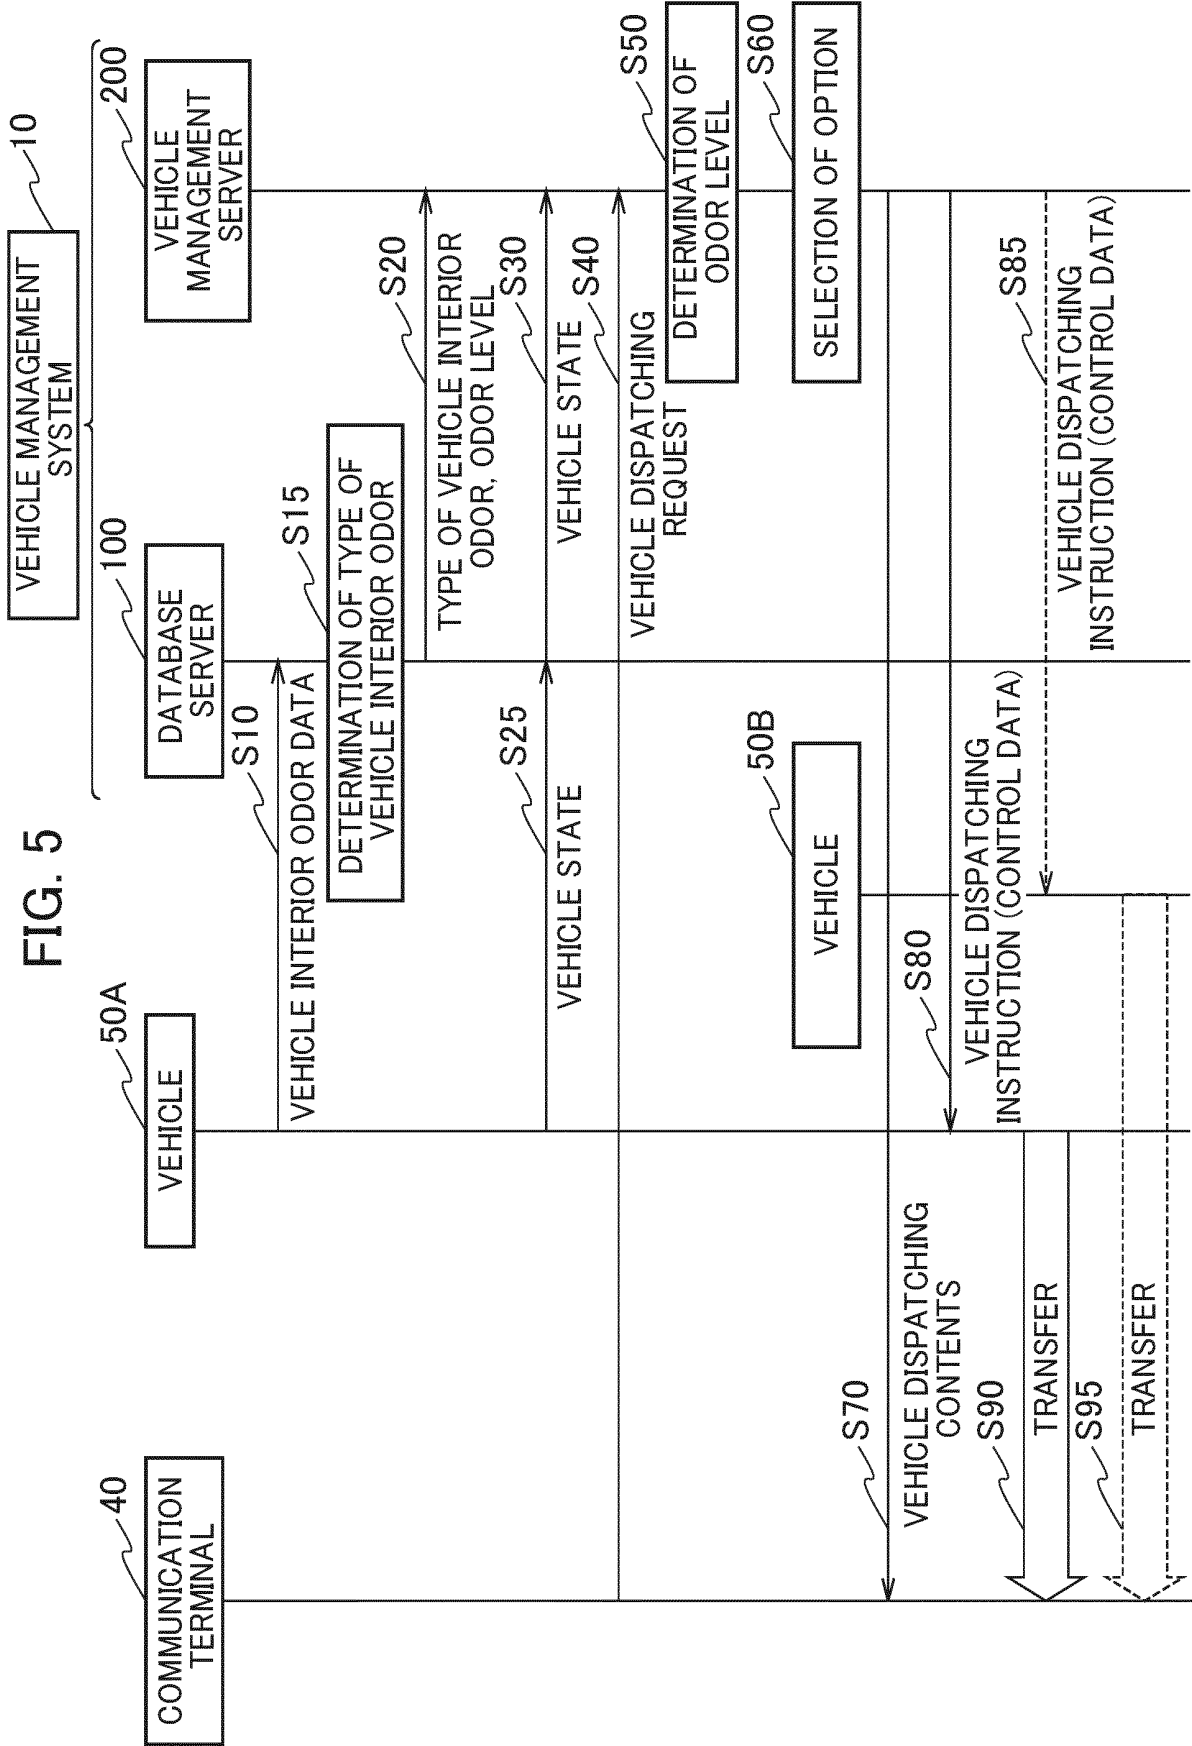 FIG. 5
VEHICLE MANAGEMENT
SYSTEM
10
40
COMMUNICATION
TERMINAL
50A
VEHICLE
100
DATABASE
SERVER
200
VEHICLE
MANAGEMENT
SERVER
S10
VEHICLE INTERIOR ODOR DATA
S15
DETERMINATION OF TYPE OF
VEHICLE INTERIOR ODOR
S20
TYPE OF VEHICLE INTERIOR
ODOR, ODOR LEVEL
S25
VEHICLE STATE
S30
VEHICLE STATE
S40
VEHICLE DISPATCHING
REQUEST
S50
DETERMINATION OF
ODOR LEVEL
50B
VEHICLE
S60
SELECTION OF OPTION
S70
VEHICLE DISPATCHING
CONTENTS
S80
VEHICLE DISPATCHING
INSTRUCTION (CONTROL DATA)
S85
VEHICLE DISPATCHING
INSTRUCTION (CONTROL DATA)
S90
TRANSFER
S95
TRANSFER